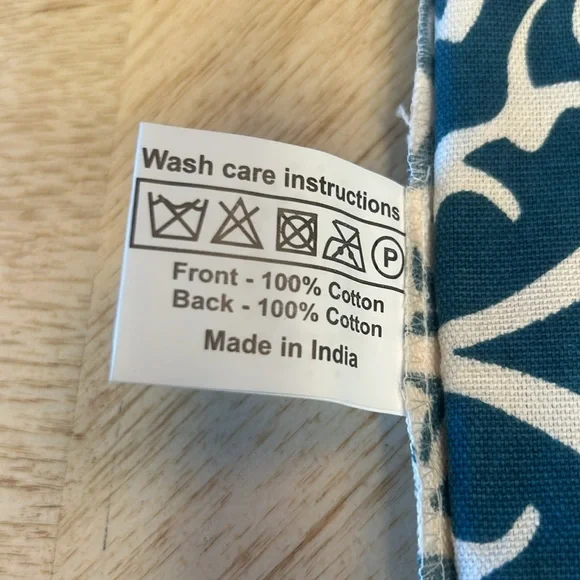 Wash care instructions
P
Front - 100% Cotton
Back - 100% Cotton
Made in India